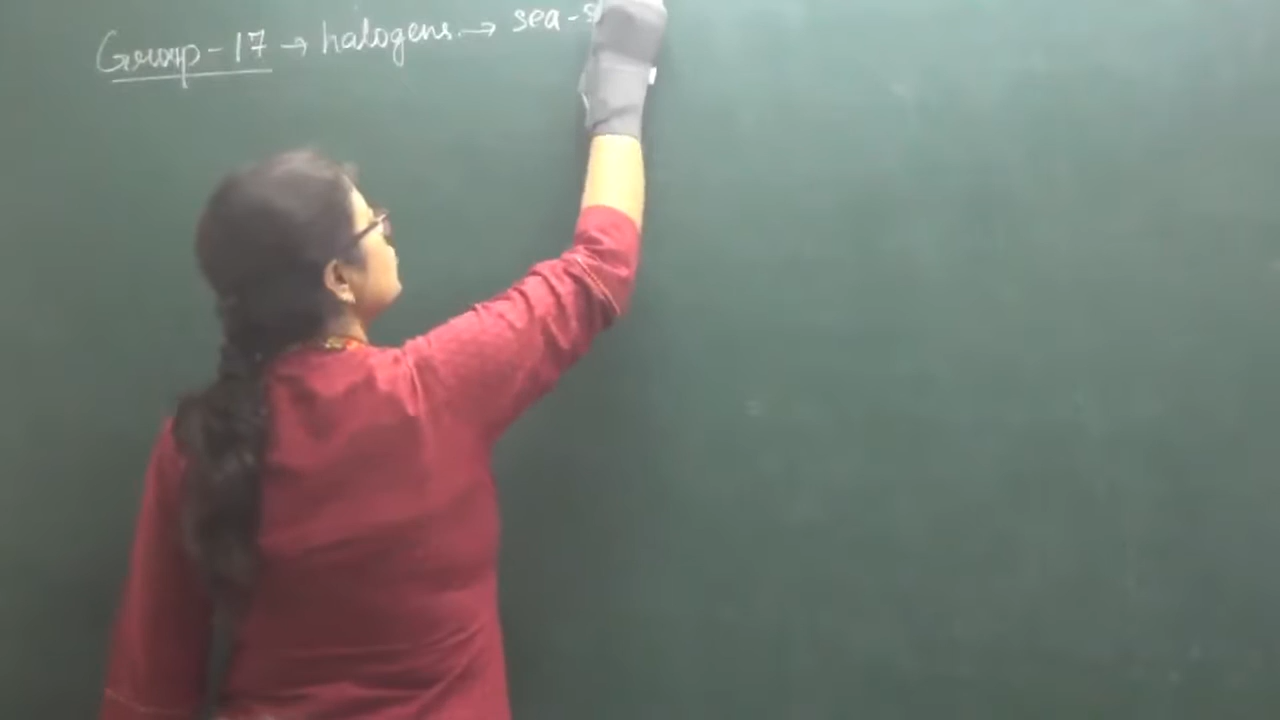 Group-17 → halogens → sea-s